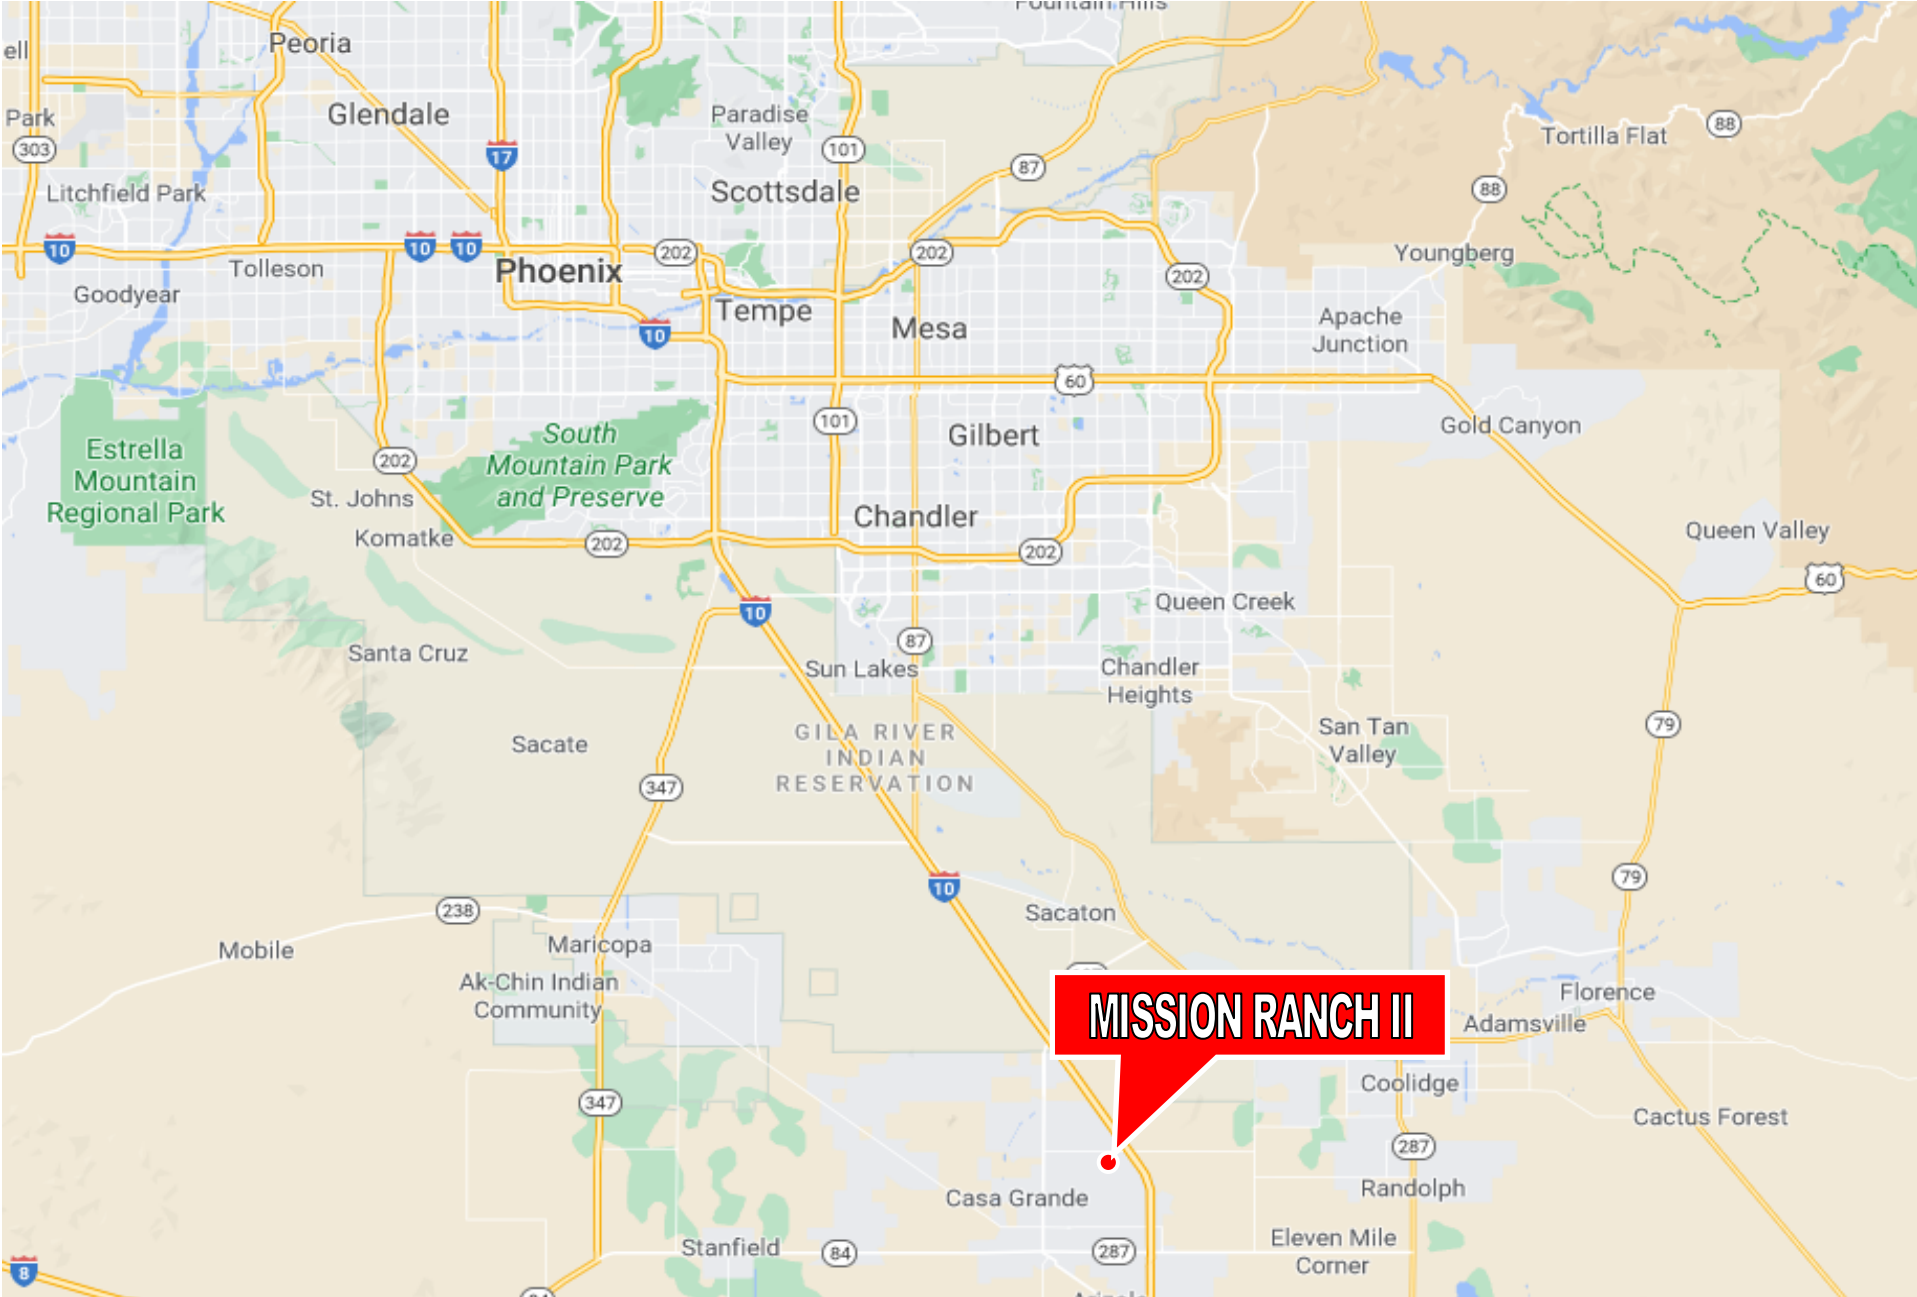 Fountain Hills
Peoria
ell
Glendale
Park
303
17
Paradise
Valley
101
88
Tortilla Flat
87
Litchfield Park
Scottsdale
88
10
10
10
202
202
Youngberg
Tolleson
Phoenix
202
Goodyear
Tempe
10
Mesa
Apache
Junction
60
101
Gold Canyon
Estrella
Mountain
Regional Park
South
Mountain Park
and Preserve
Gilbert
202
St. Johns
Chandler
Komatke
202
202
Queen Valley
60
10
Queen Creek
Santa Cruz
87
Sun Lakes
Chandler
Heights
79
Sacate
GILA RIVER
INDIAN
RESERVATION
San Tan
Valley
347
79
10
238
Sacaton
Mobile
Maricopa
Ak-Chin Indian
Community
MISSION RANCH II
Florence
Adamsville
Coolidge
347
Cactus Forest
287
Casa Grande
Randolph
Stanfield
84
287
Eleven Mile
Corner
8